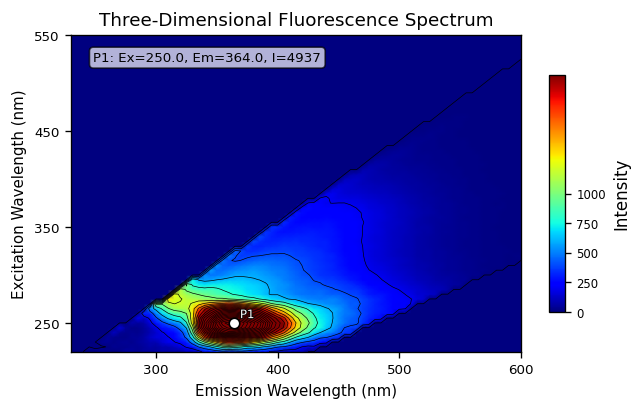 Three-Dimensional Fluorescence Spectrum
P1: Ex=250.0, Em=364.0, I=4937
P1
550
450
350
250
300
400
500
600
Excitation Wavelength (nm)
Emission Wavelength (nm)
1000
750
500
250
0
Intensity